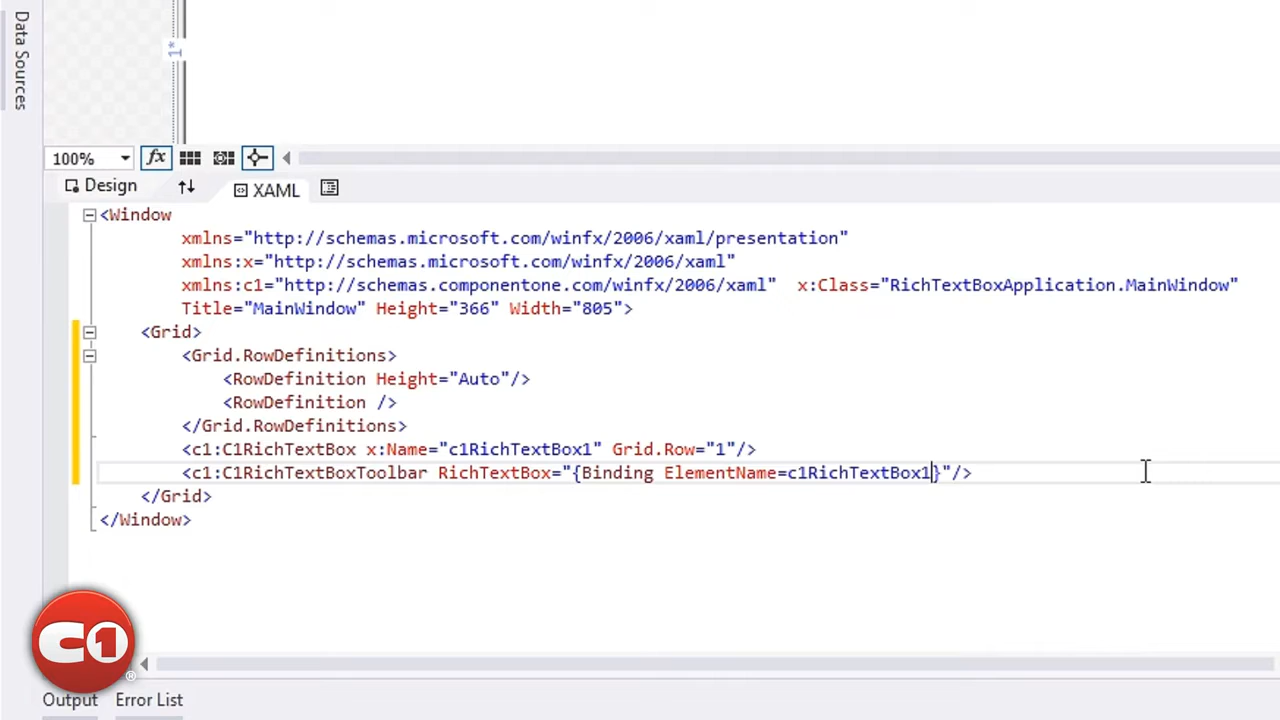 Data Sources
1*
100%
fx
Design
XAML
<Window
xmlns="http://schemas.microsoft.com/winfx/2006/xaml/presentation"
xmlns:x="http://schemas.microsoft.com/winfx/2006/xaml"
xmlns:c1="http://schemas.componentone.com/winfx/2006/xaml"  x:Class="RichTextBoxApplication.MainWindow"
Title="MainWindow" Height="366" Width="805">
<Grid>
<Grid.RowDefinitions>
<RowDefinition Height="Auto"/>
<RowDefinition />
</Grid.RowDefinitions>
<c1:C1RichTextBox x:Name="c1RichTextBox1" Grid.Row="1"/>
<c1:C1RichTextBoxToolbar RichTextBox="{Binding ElementName=c1RichTextBox1}"/>
</Grid>
</Window>
C1®
Output
Error List